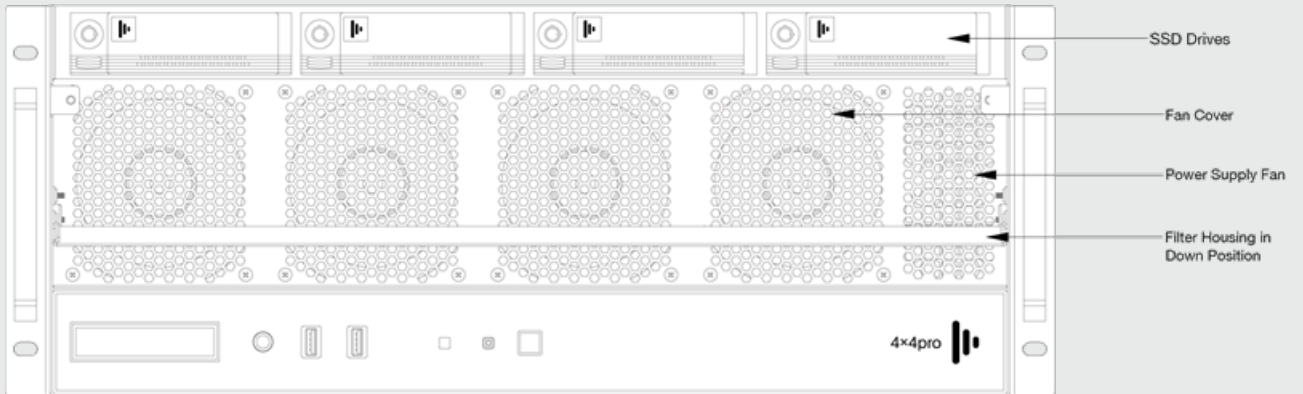 SSD Drives
Fan Cover
Power Supply Fan
Filter Housing in
Down Position
4×4pro